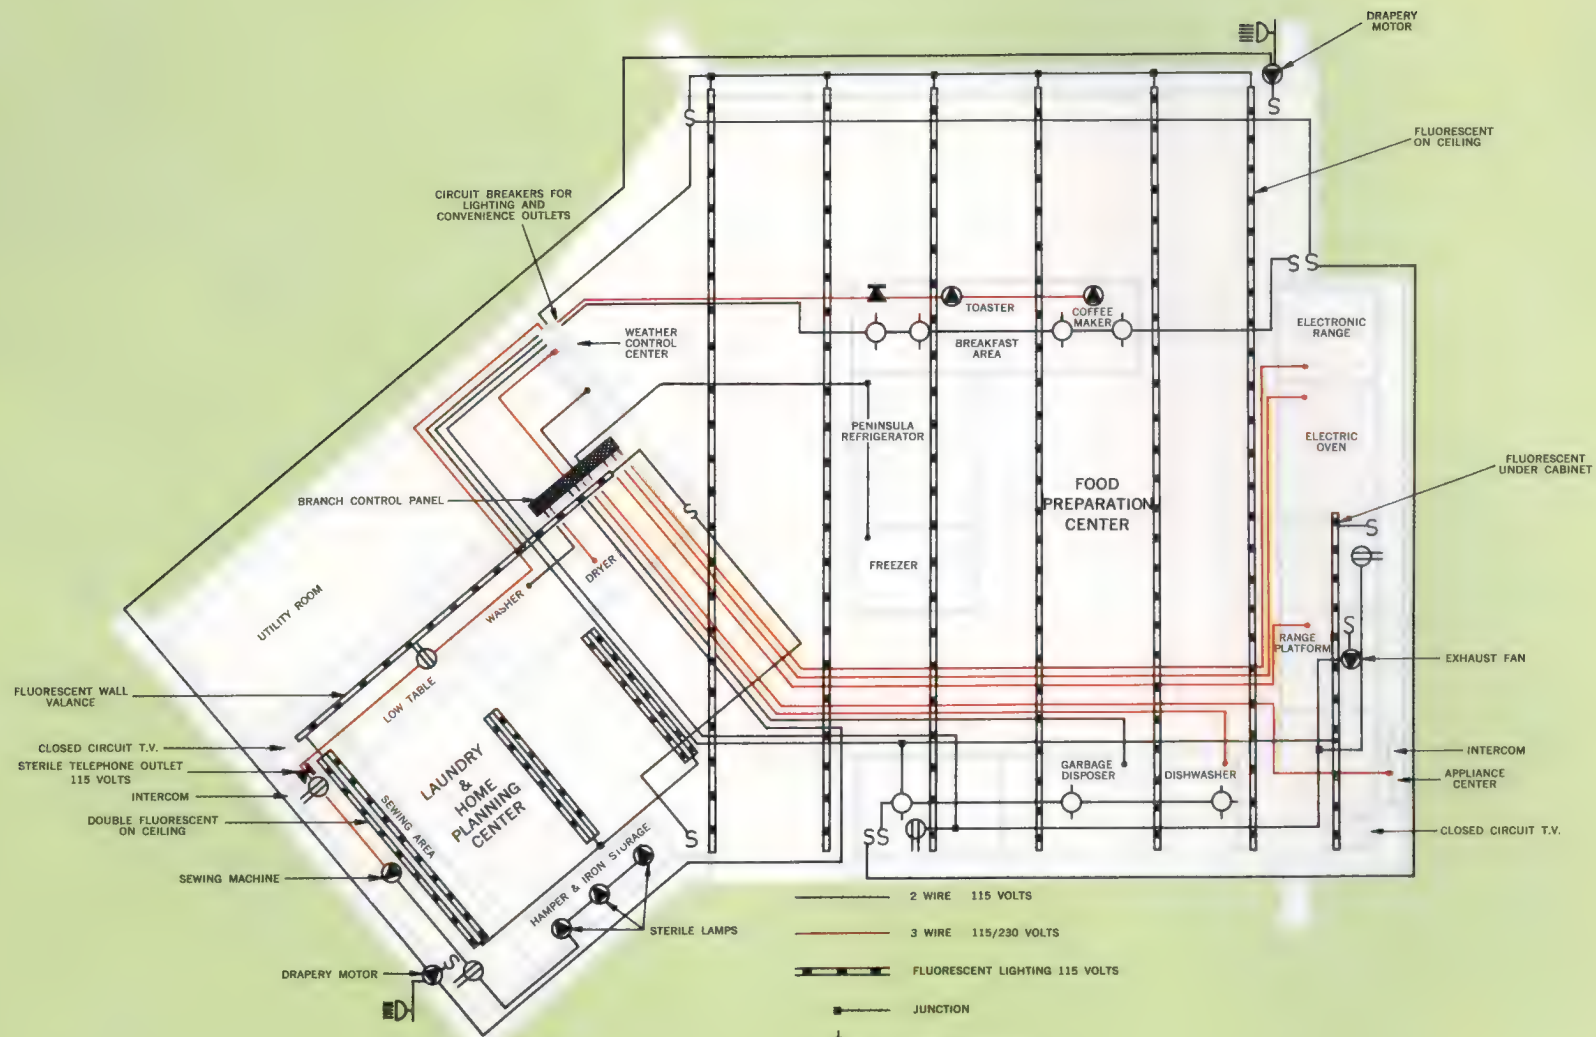 DRAPERY
MOTOR
FLUORESCENT
ON CEILING
CIRCUIT BREAKERS FOR
LIGHTING AND
CONVENIENCE OUTLETS
S
S
S S
WEATHER
CONTROL
CENTER
TOASTER
COFFEE
MAKER
BREAKFAST
AREA
ELECTRONIC
RANGE
PENINSULA
REFRIGERATOR
ELECTRIC
OVEN
FLUORESCENT
UNDER CABINET
BRANCH CONTROL PANEL
S
FOOD
PREPARATION
CENTER
S
FREEZER
DRYER
WASHER
UTILITY ROOM
S
RANGE
PLATFORM
EXHAUST FAN
FLUORESCENT WALL
VALANCE
LOW TABLE
CLOSED CIRCUIT T.V.
STERILE TELEPHONE OUTLET
115 VOLTS
INTERCOM
DOUBLE FLUORESCENT
ON CEILING
SEWING AREA
LAUNDRY
&
HOME
PLANNING
CENTER
GARBAGE
DISPOSER
DISHWASHER
INTERCOM
APPLIANCE
CENTER
CLOSED CIRCUIT T.V.
S
S S
SEWING MACHINE
HAMPER & IRON STORAGE
STERILE LAMPS
DRAPERY MOTOR
S
2 WIRE 115 VOLTS
3 WIRE 115/230 VOLTS
FLUORESCENT LIGHTING 115 VOLTS
JUNCTION